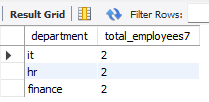 Result Grid Filter Rows:
department total_employees7
it 2
hr 2
finance 2